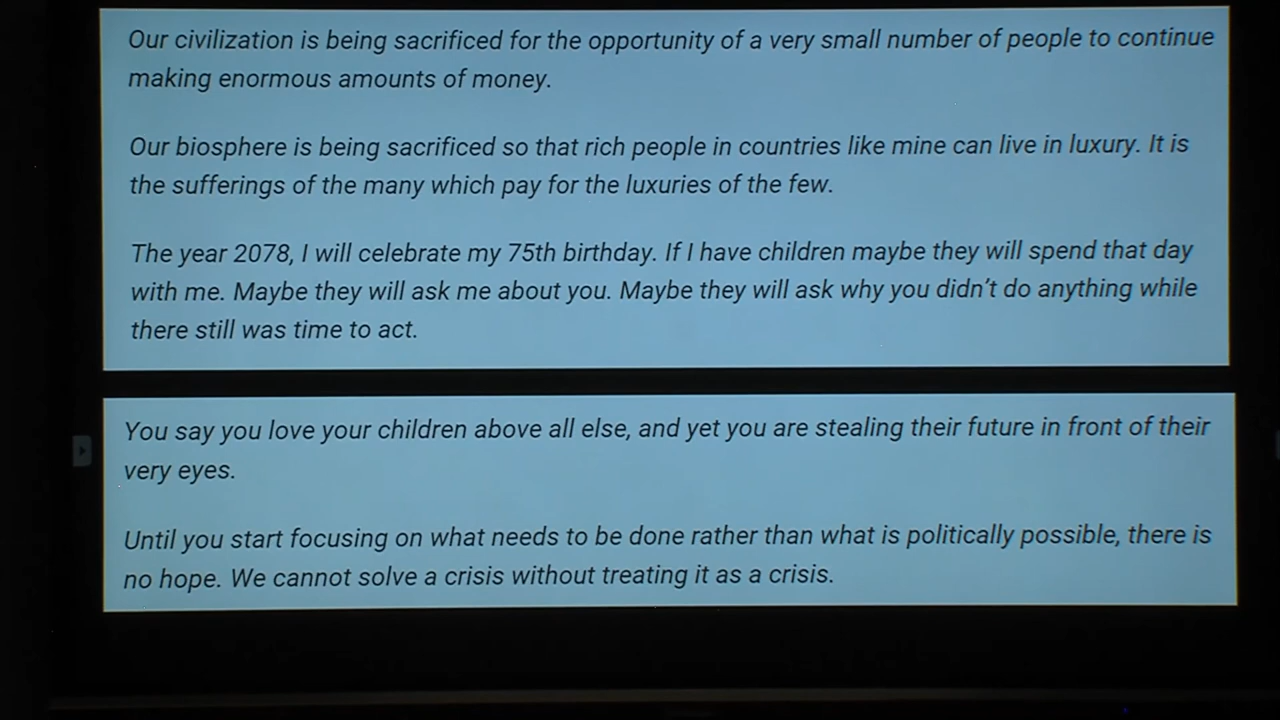 Our civilization is being sacrificed for the opportunity of a very small number of people to continue
making enormous amounts of money.
Our biosphere is being sacrificed so that rich people in countries like mine can live in luxury. It is
the sufferings of the many which pay for the luxuries of the few.
The year 2078, I will celebrate my 75th birthday. If I have children maybe they will spend that day
with me. Maybe they will ask me about you. Maybe they will ask why you didn't do anything while
there still was time to act.
You say you love your children above all else, and yet you are stealing their future in front of their
very eyes.
Until you start focusing on what needs to be done rather than what is politically possible, there is
no hope. We cannot solve a crisis without treating it as a crisis.